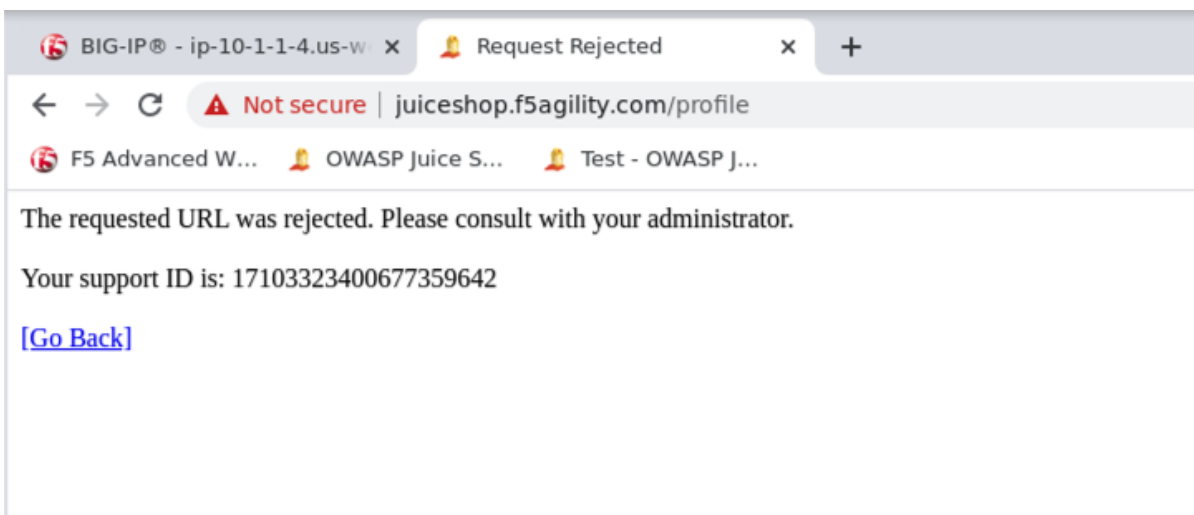 BIG-IP® - ip-10-1-1-4.us-w
Request Rejected
Not secure | juiceshop.f5agility.com/profile
F5 Advanced W...
OWASP Juice S...
Test - OWASP J...
The requested URL was rejected. Please consult with your administrator.
Your support ID is: 17103323400677359642
[Go Back]